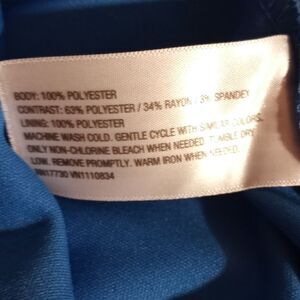 BODY: 100% POLYESTER
CONTRAST: 63% POLYESTER / 34% RAYON / 3% SPANDEX
LINING: 100% POLYESTER
MACHINE WASH COLD. GENTLE CYCLE WITH SIMILAR COLORS.
ONLY NON-CHLORINE BLEACH WHEN NEEDED. TUMBLE DRY
LOW. REMOVE PROMPTLY. WARM IRON WHEN NEEDED.
RN17730 VN1110834